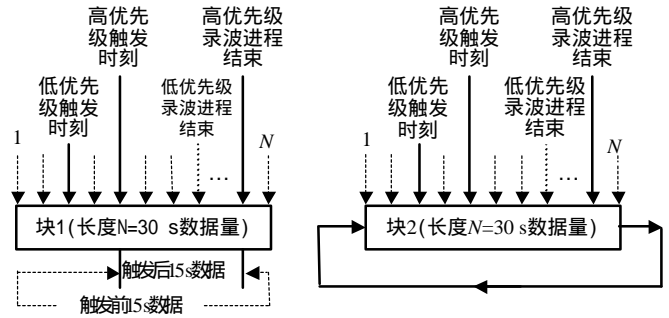 高优先
级触发
时刻
高优先级
录波进程
结束
低优先
级触发
时刻
低优先级
录波进程
结束
1
…
N
块1(长度N=30 s数据量)
触发后15s数据
触发前15s数据
高优先
级触发
时刻
高优先级
录波进程
结束
低优先
级触发
时刻
低优先级
录波进程
结束
1
…
N
块2(长度N=30 s数据量)